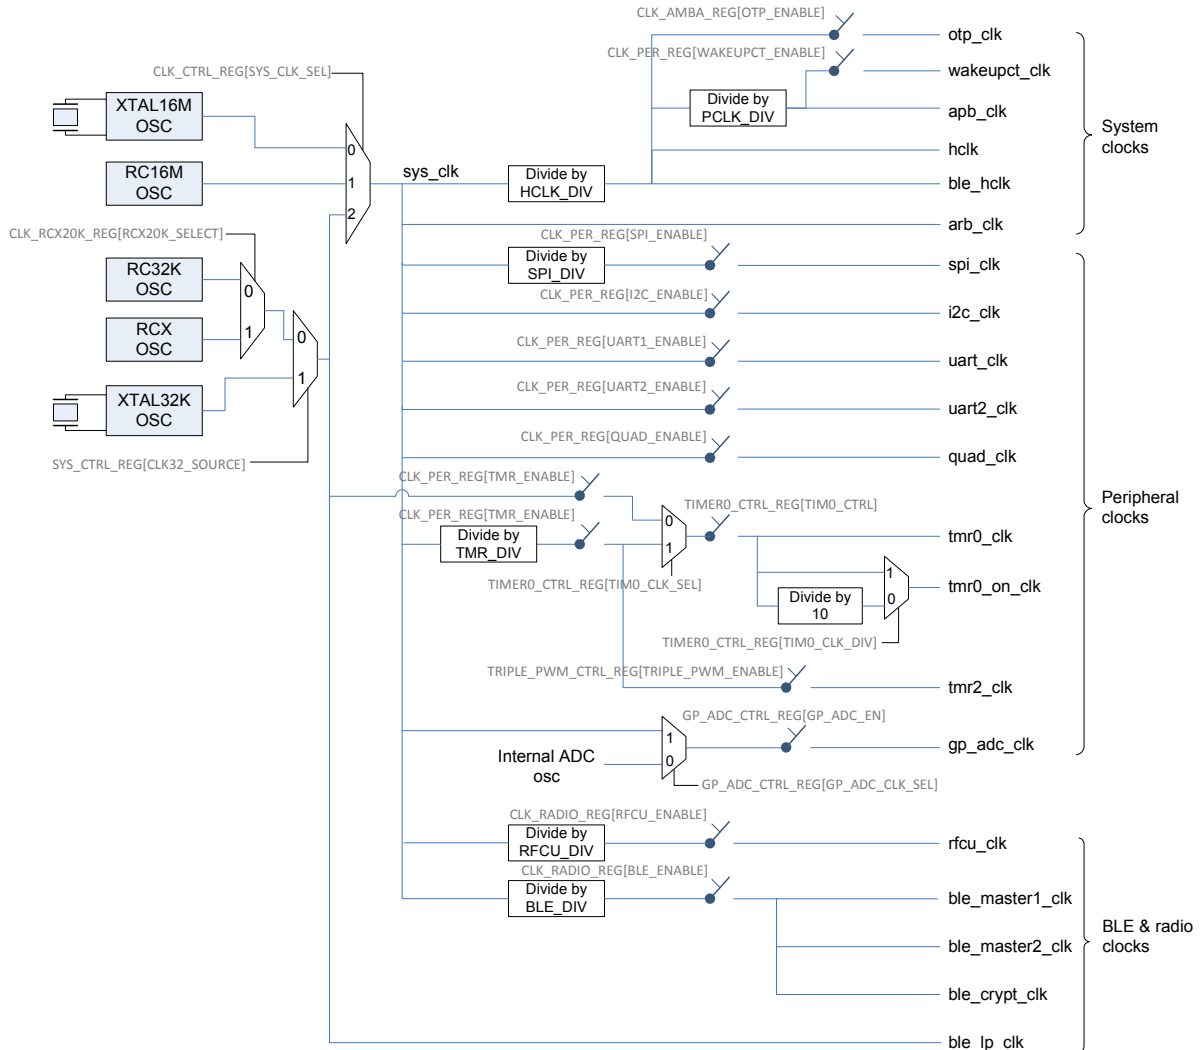 CLK_AMBA_REG[OTP_ENABLE]
otp_clk
CLK_PER_REG[WAKEUPCT_ENABLE]
wakeupct_clk
CLK_CTRL_REG[SYS_CLK_SEL]
XTAL16M
OSC
Divide by
PCLK_DIV
apb_clk
System
clocks
0
hclk
RC16M
OSC
1
sys_clk
Divide by
HCLK_DIV
ble_hclk
2
arb_clk
CLK_RCX20K_REG[RCX20K_SELECT]
CLK_PER_REG[SPI_ENABLE]
RC32K
OSC
0
Divide by
SPI_DIV
spi_clk
CLK_PER_REG[I2C_ENABLE]
i2c_clk
RCX
OSC
1
0
CLK_PER_REG[UART1_ENABLE]
uart_clk
1
XTAL32K
OSC
CLK_PER_REG[UART2_ENABLE]
uart2_clk
CLK_PER_REG[QUAD_ENABLE]
quad_clk
SYS_CTRL_REG[CLK32_SOURCE]
CLK_PER_REG[TMR_ENABLE]
Peripheral
clocks
TIMER0_CTRL_REG[TIM0_CTRL]
CLK_PER_REG[TMR_ENABLE]
0
Divide by
TMR_DIV
1
tmr0_clk
TIMER0_CTRL_REG[TIM0_CLK_SEL]
1
tmr0_on_clk
Divide by
10
0
TIMER0_CTRL_REG[TIM0_CLK_DIV]
TRIPLE_PWM_CTRL_REG[TRIPLE_PWM_ENABLE]
tmr2_clk
GP_ADC_CTRL_REG[GP_ADC_EN]
1
gp_adc_clk
Internal ADC
osc
0
GP_ADC_CTRL_REG[GP_ADC_CLK_SEL]
CLK_RADIO_REG[RFCU_ENABLE]
Divide by
RFCU_DIV
rfcu_clk
CLK_RADIO_REG[BLE_ENABLE]
Divide by
BLE_DIV
ble_master1_clk
BLE & radio
clocks
ble_master2_clk
ble_crypt_clk
ble_lp_clk